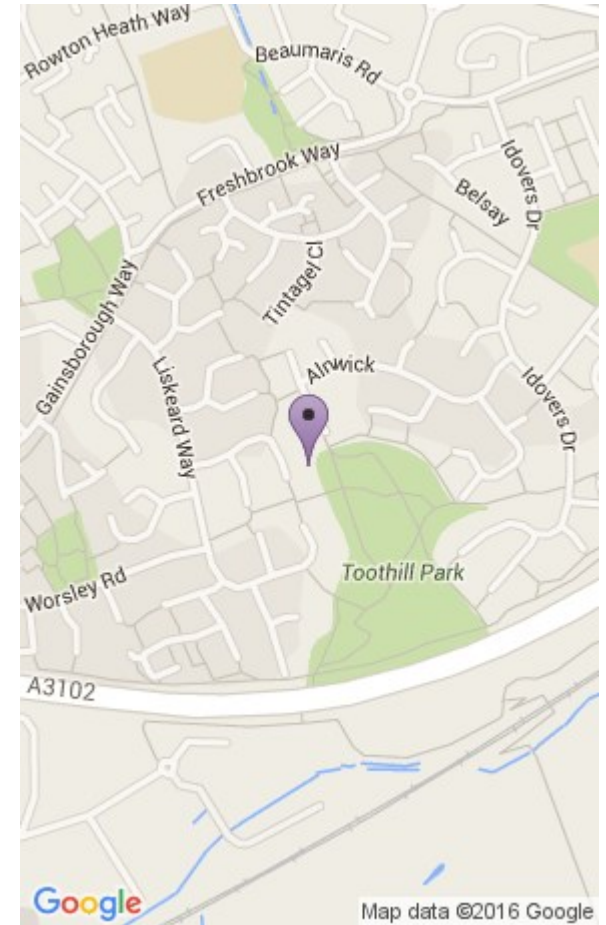 Rowton Heath Way
Beaumaris Rd
Freshbrook Way
Idovers Dr
Belsay
Tintagel Cl
Gainsborough Way
Alnwick
Liskeard Way
Idovers Dr
Toothill Park
Worsley Rd
A3102
Google
Map data ©2016 Google